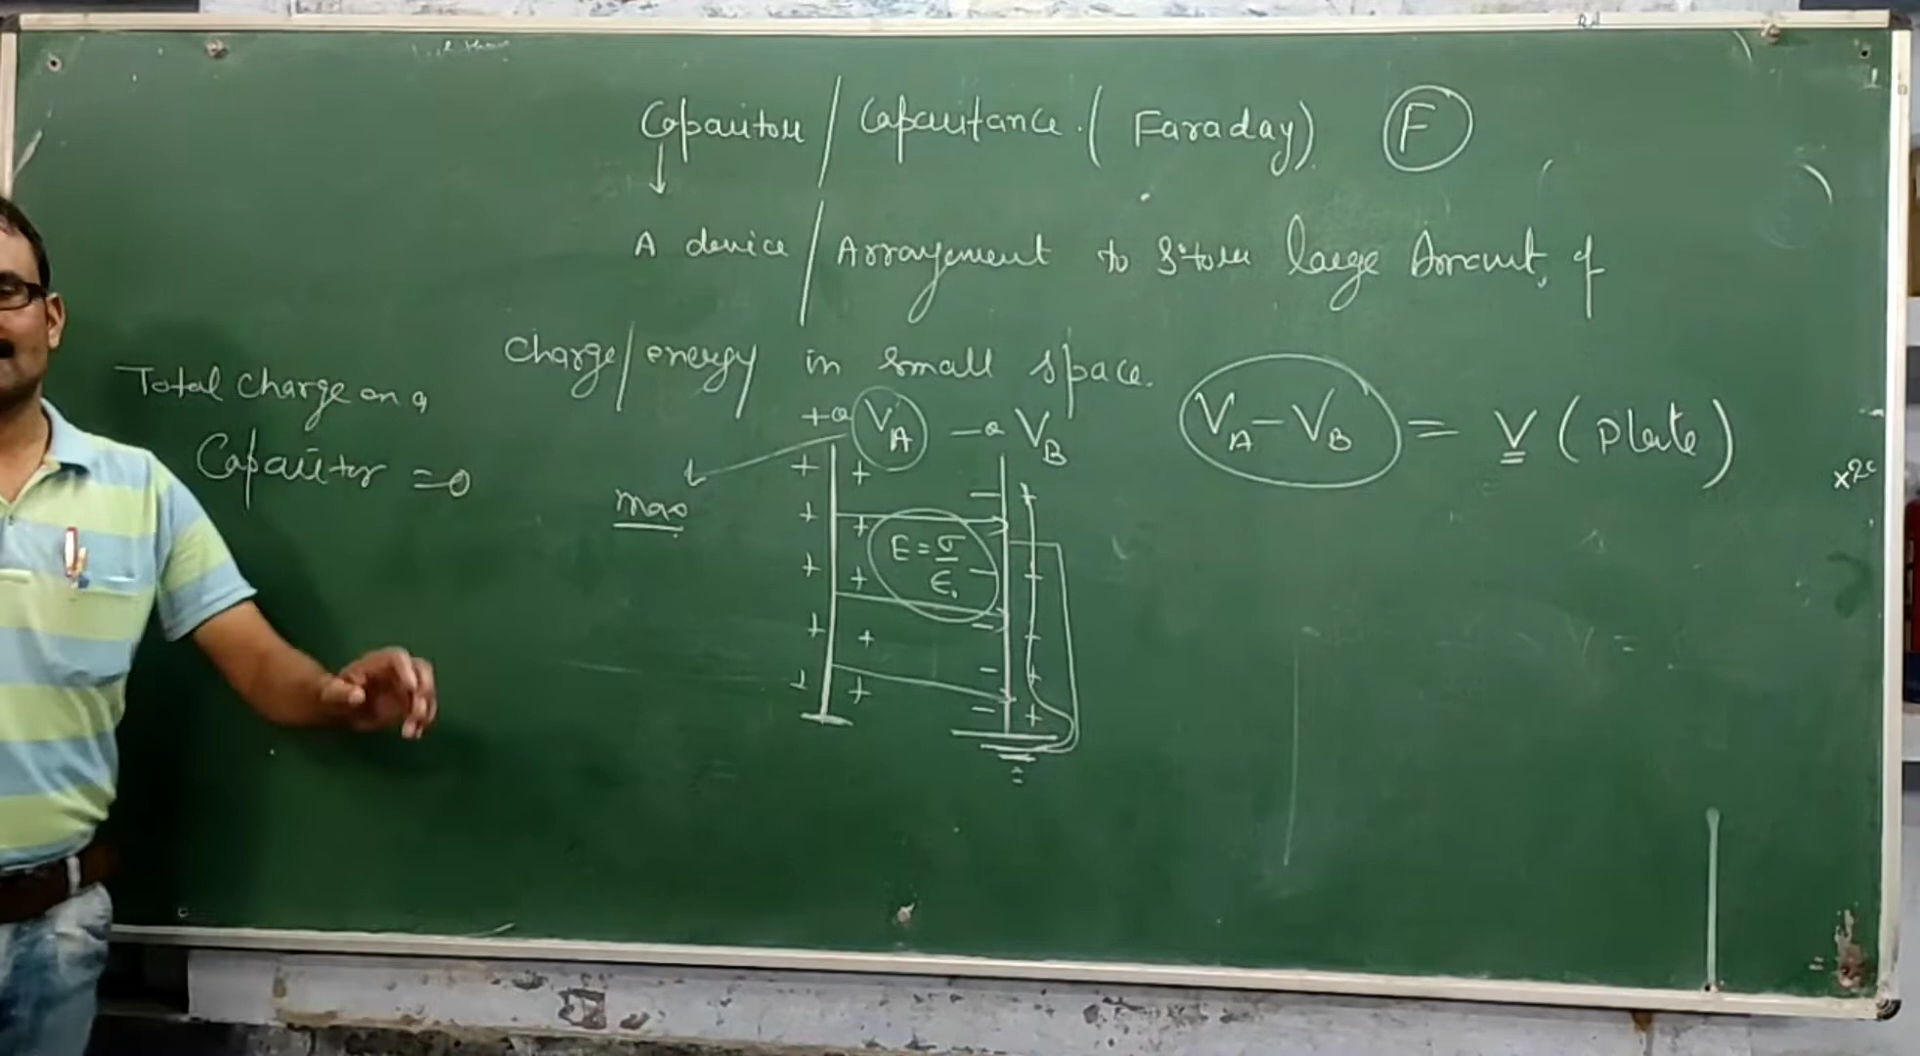 Capacitor / Capacitance. ( Faraday) F
A device / Arrangement to Store large Amount of
charge/energy in small space.
Total charge on a
Capacitor = 0
+Q VA -Q VB
VA - VB = V ( plate )
max
E = σ/ε₀